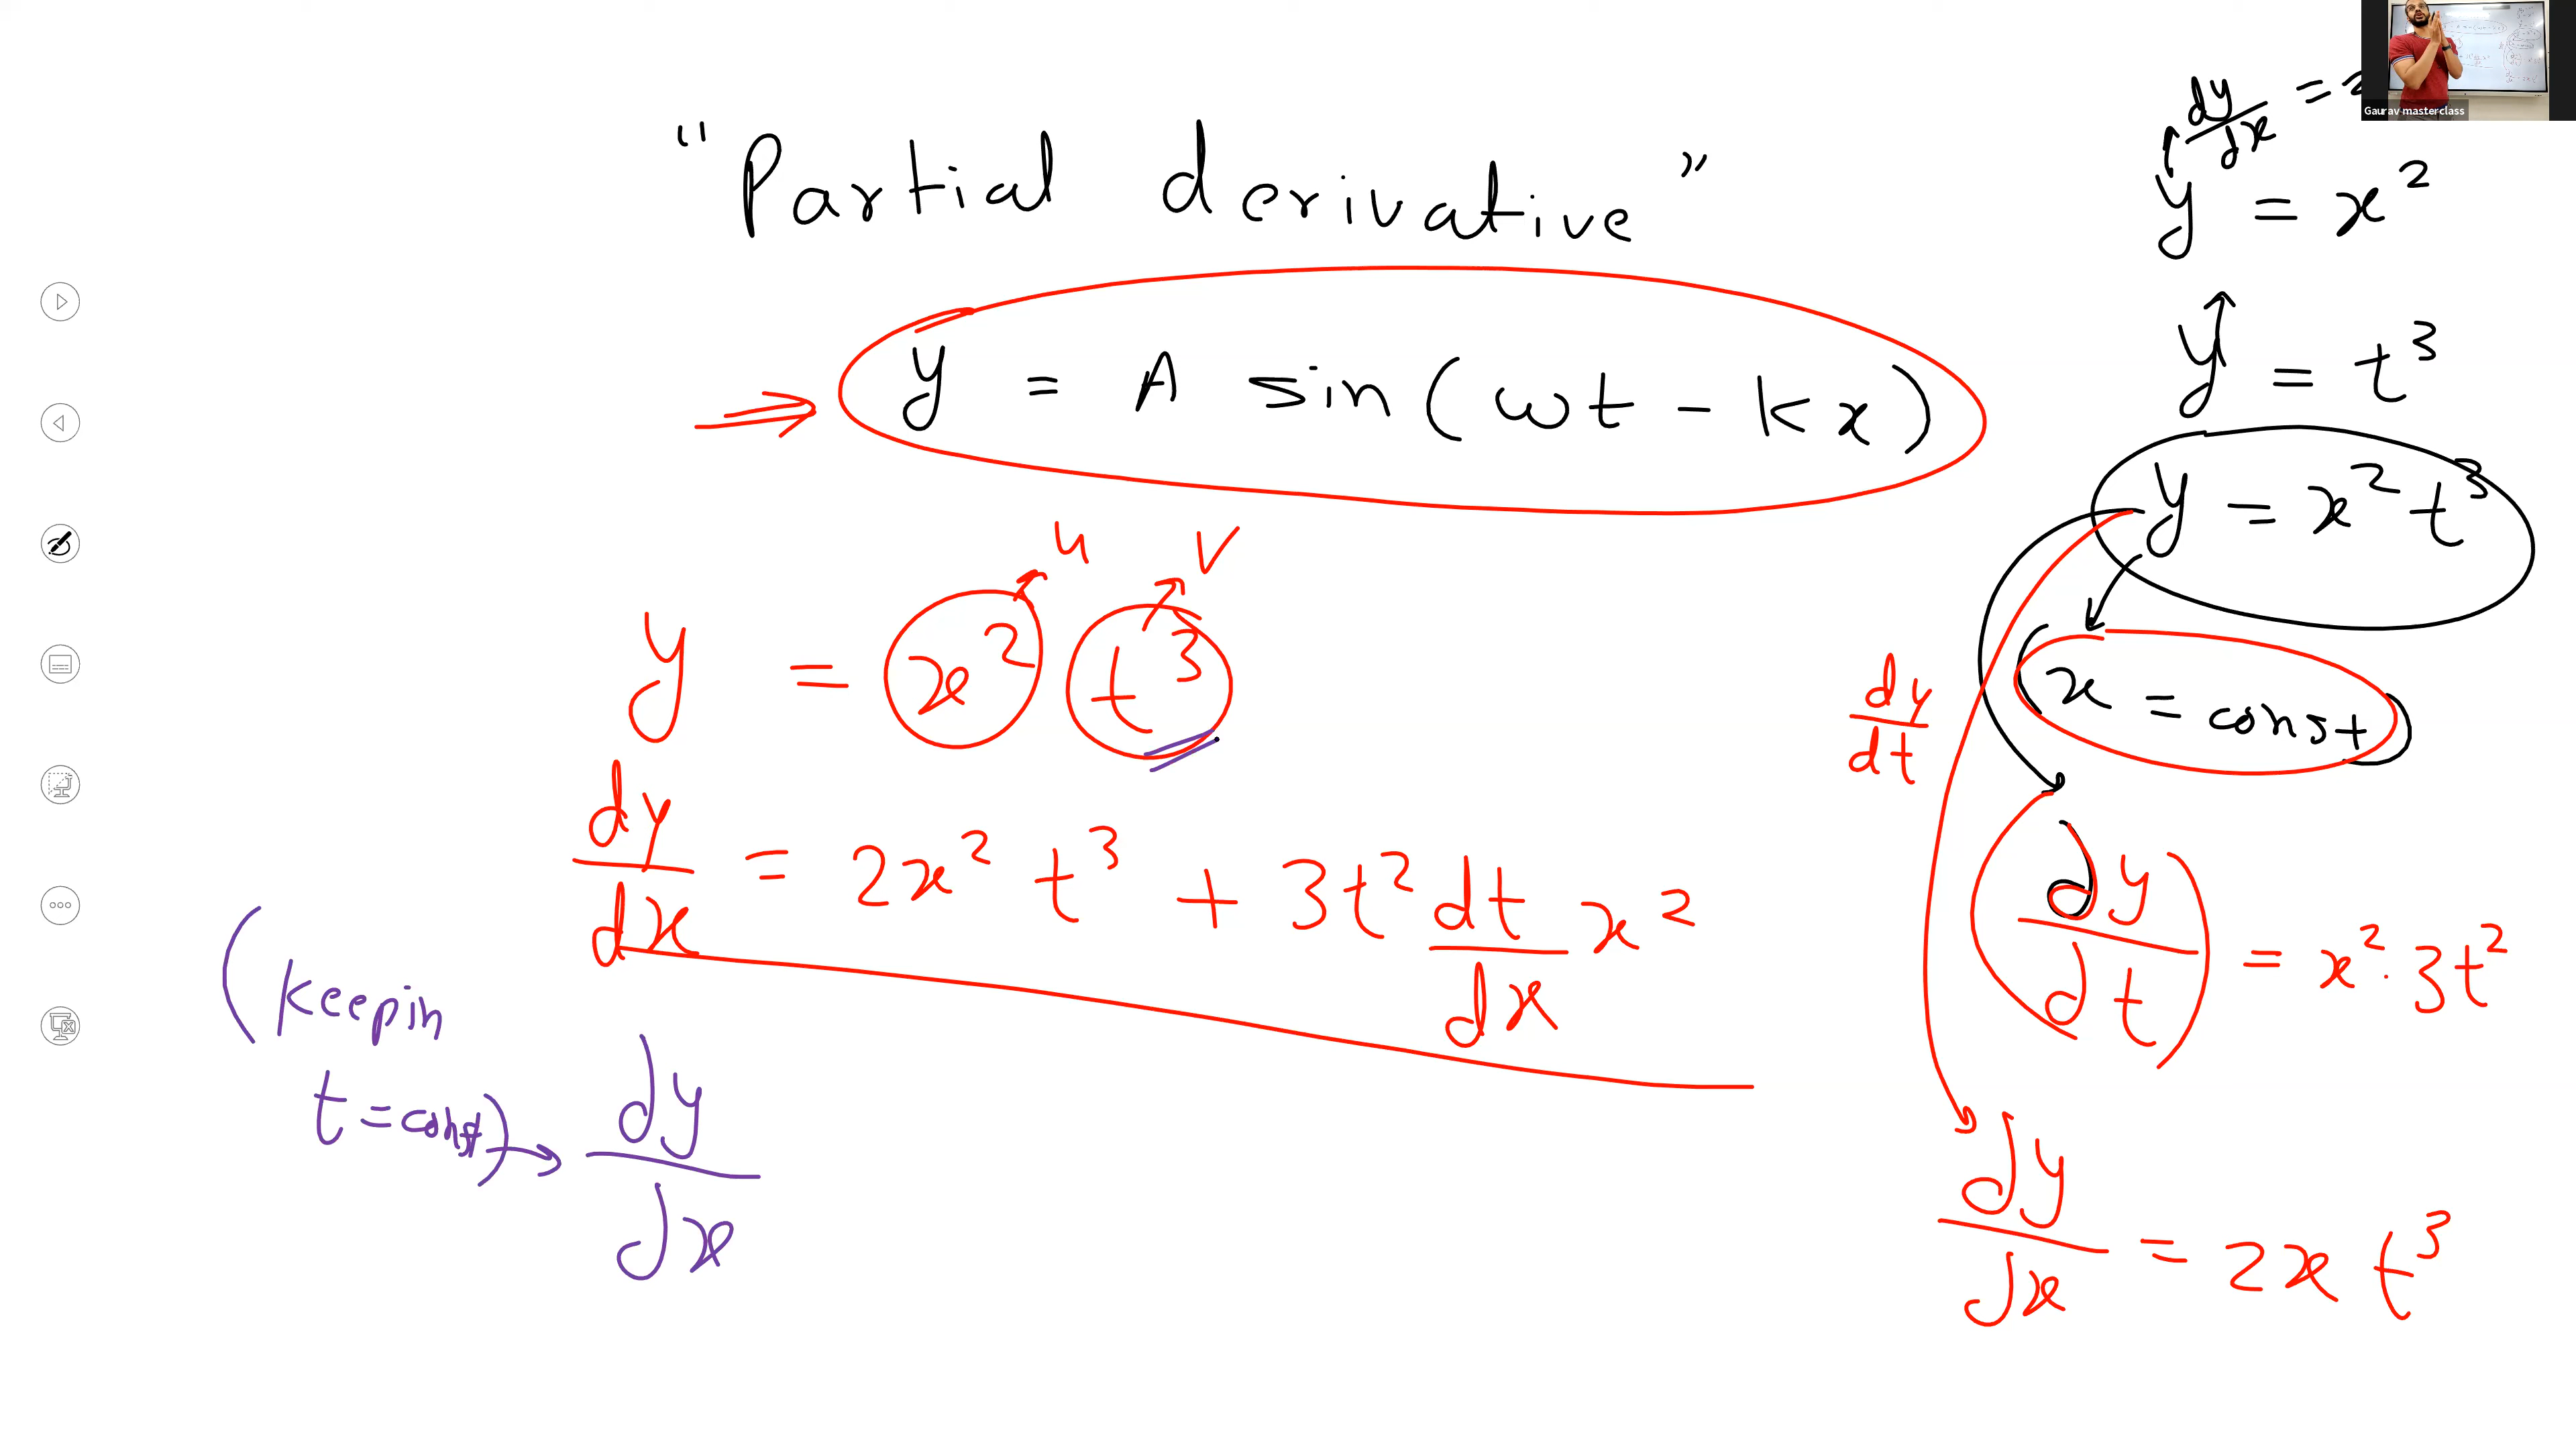 "Partial derivative"
y = A sin(ωt - kx)
y = x² t³
u v
dy/dx = 2x² t³ + 3t² dt/dx x²
(keepin
t = const) → ∂y/∂x
dy/dx = 2
y = x²
y = t³
y = x² t³
(x = const)
dy/dt
(∂y/∂t) = x² · 3t²
∂y/∂x = 2x t³
Gaurav masterclass